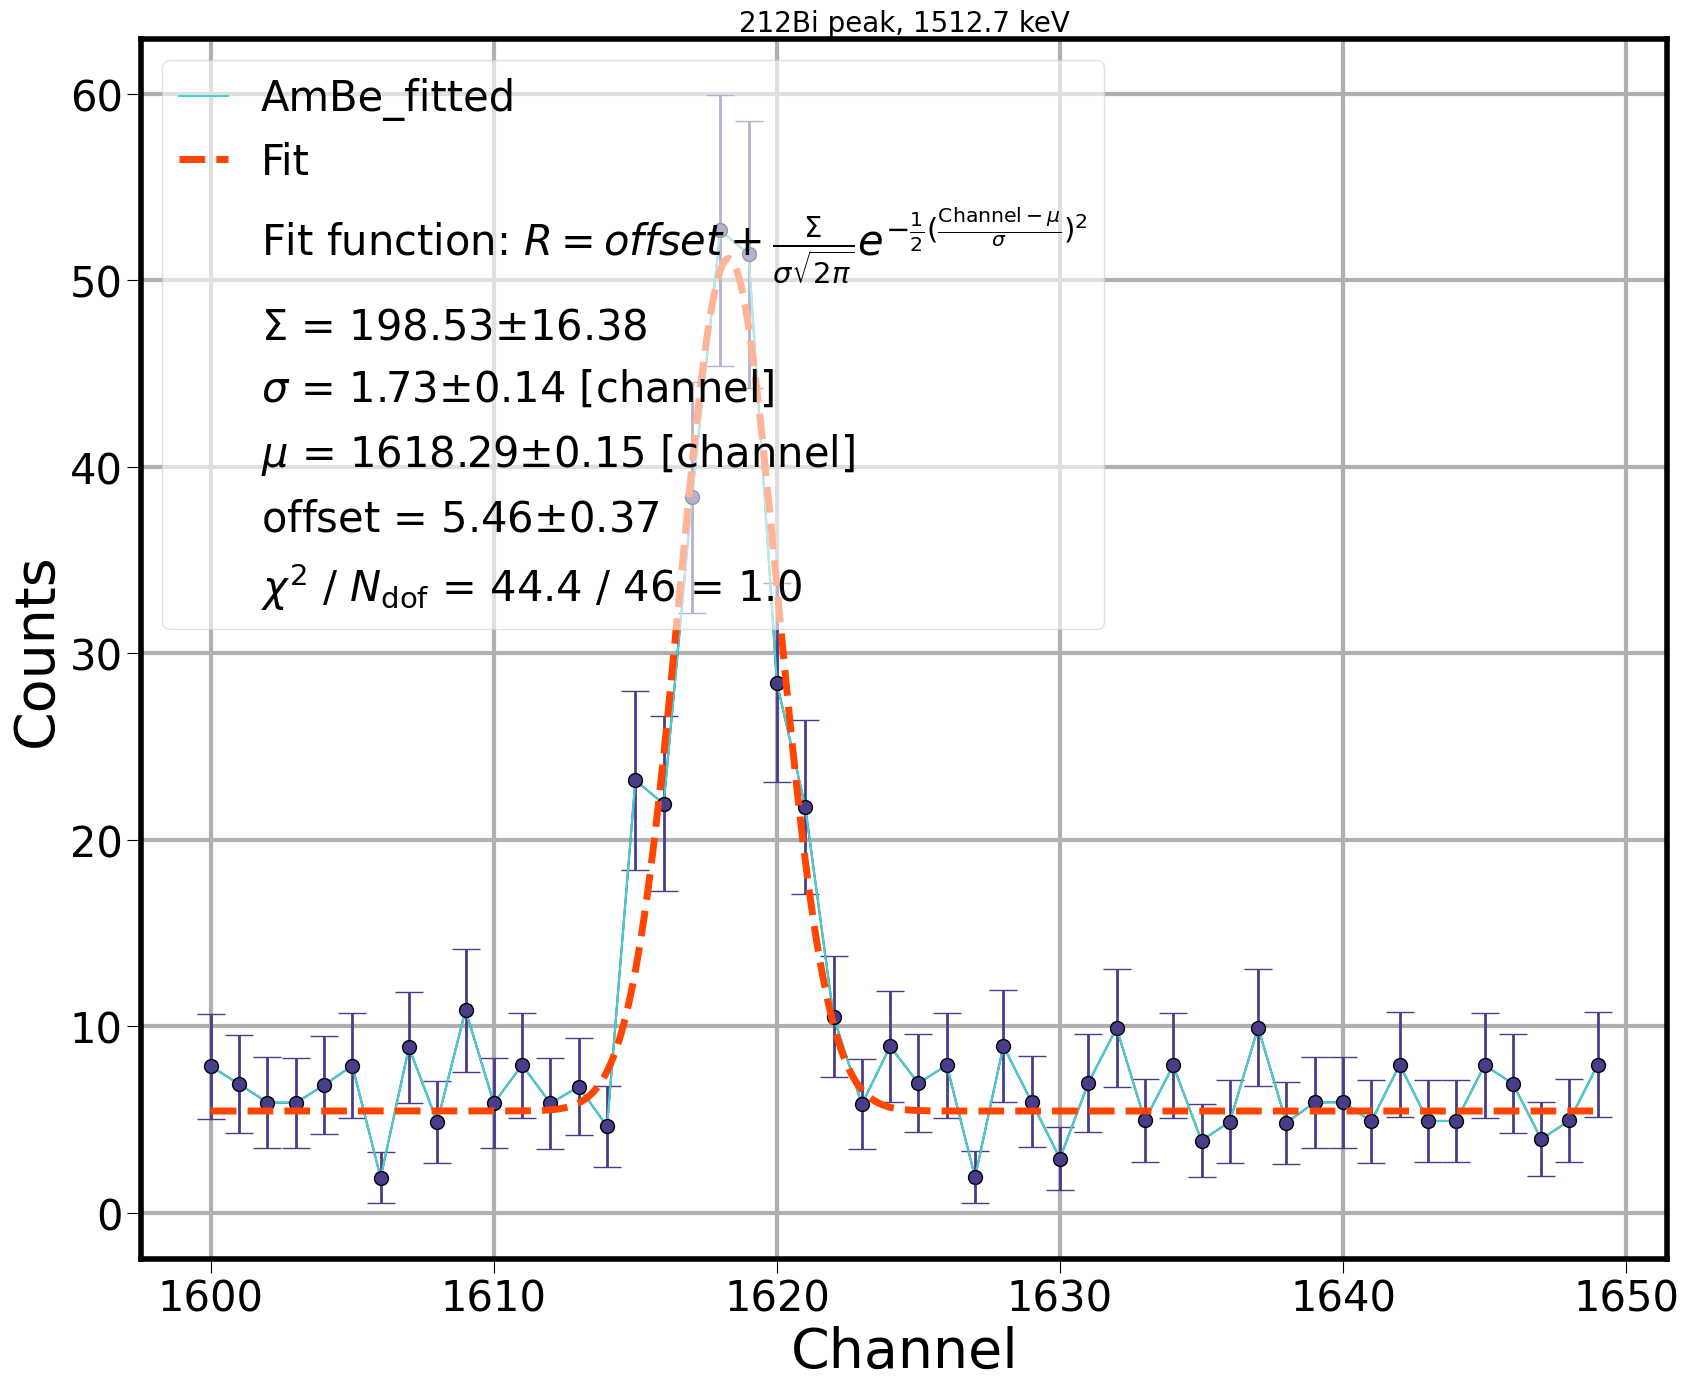 212Bi peak, 1512.7 keV
AmBe_fitted
Fit
Fit function: R = offset + Σ/(σ√2π) e^(−1/2((Channel − μ)/σ)^2)
Σ = 198.53±16.38
σ = 1.73±0.14 [channel]
μ = 1618.29±0.15 [channel]
offset = 5.46±0.37
χ² / N_dof = 44.4 / 46 = 1.0
Counts
60
50
40
30
20
10
0
1600 1610 1620 1630 1640 1650
Channel